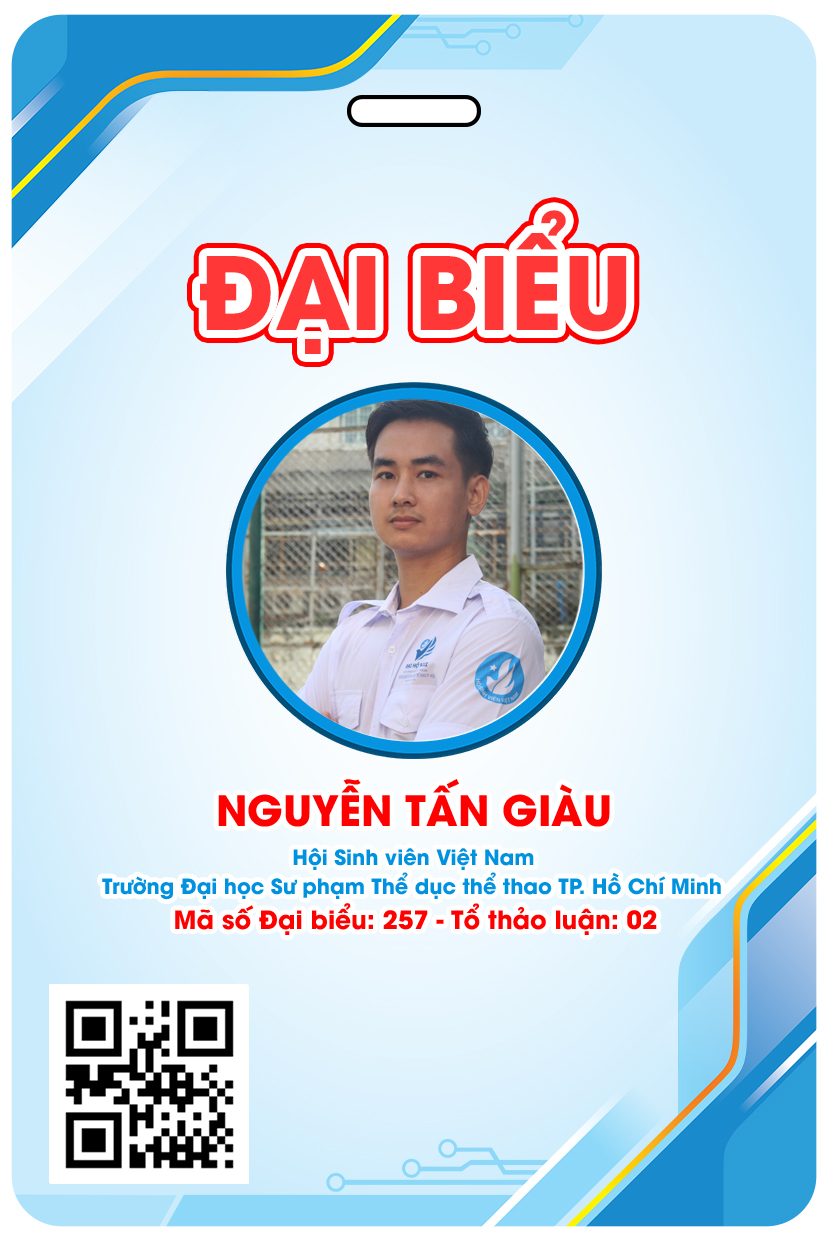 ĐẠI BIỂU
NGUYỄN TẤN GIÀU
Hội Sinh viên Việt Nam
Trường Đại học Sư phạm Thể dục thể thao TP. Hồ Chí Minh
Mã số Đại biểu: 257 - Tổ thảo luận: 02